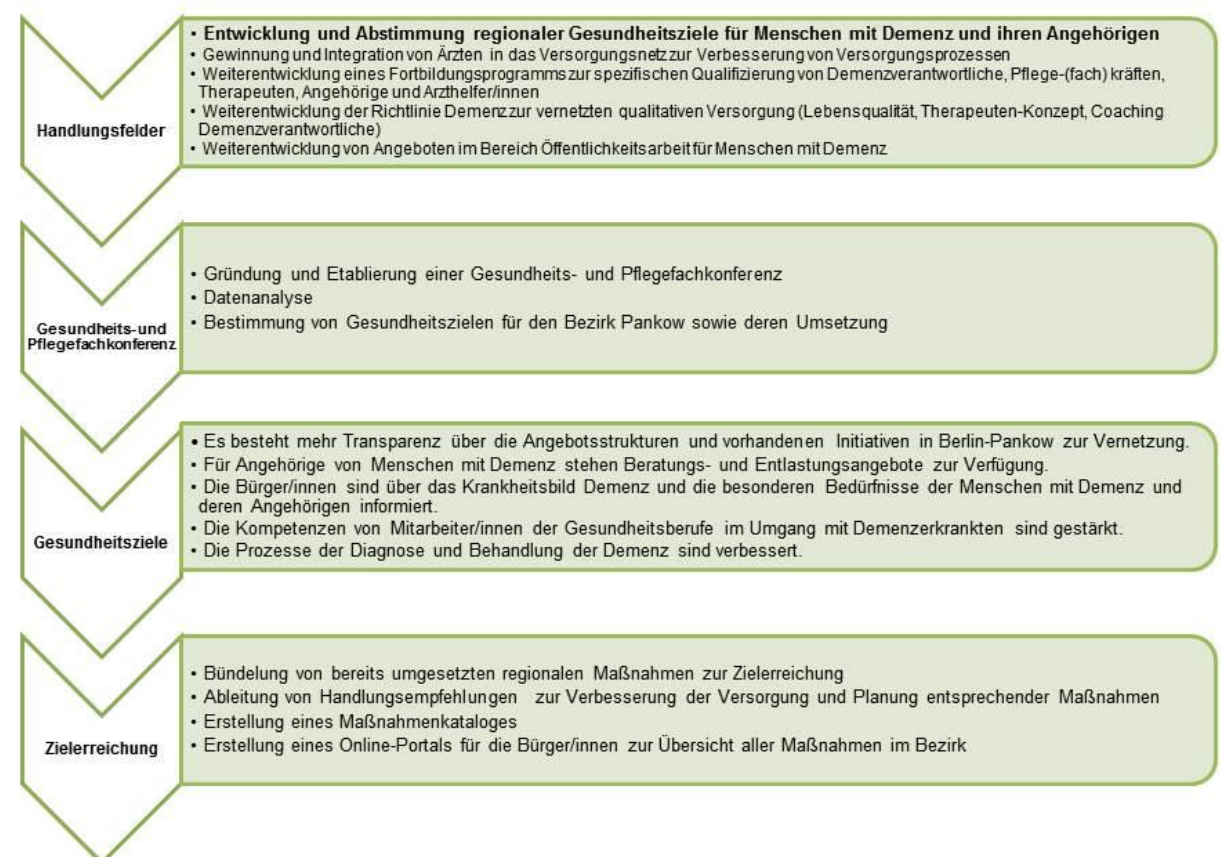 • Entwicklung und Abstimmung regionaler Gesundheitsziele für Menschen mit Demenz und ihren Angehörigen
• Gewinnung und Integration von Ärzten in das Versorgungsnetz zur Verbesserung von Versorgungsprozessen
• Weiterentwicklung eines Fortbildungsprogramms zur spezifischen Qualifizierung von Demenzverantwortliche, Pflege-(fach) kräften,
Therapeuten, Angehörige und Arzthelfer/innen
• Weiterentwicklung der Richtlinie Demenz zur vernetzten qualitativen Versorgung (Lebensqualität, Therapeuten-Konzept, Coaching
Demenzverantwortliche)
• Weiterentwicklung von Angeboten im Bereich Öffentlichkeitsarbeit für Menschen mit Demenz
Handlungsfelder
• Gründung und Etablierung einer Gesundheits- und Pflegefachkonferenz
• Datenanalyse
• Bestimmung von Gesundheitszielen für den Bezirk Pankow sowie deren Umsetzung
Gesundheits-und
Pflegefachkonferenz
• Es besteht mehr Transparenz über die Angebotsstrukturen und vorhandenen Initiativen in Berlin-Pankow zur Vernetzung.
• Für Angehörige von Menschen mit Demenz stehen Beratungs- und Entlastungsangebote zur Verfügung.
• Die Bürger/innen sind über das Krankheitsbild Demenz und die besonderen Bedürfnisse der Menschen mit Demenz und
deren Angehörigen informiert.
• Die Kompetenzen von Mitarbeiter/innen der Gesundheitsberufe im Umgang mit Demenzerkrankten sind gestärkt.
• Die Prozesse der Diagnose und Behandlung der Demenz sind verbessert.
Gesundheitsziele
• Bündelung von bereits umgesetzten regionalen Maßnahmen zur Zielerreichung
• Ableitung von Handlungsempfehlungen zur Verbesserung der Versorgung und Planung entsprechender Maßnahmen
• Erstellung eines Maßnahmenkataloges
• Erstellung eines Online-Portals für die Bürger/innen zur Übersicht aller Maßnahmen im Bezirk
Zielerreichung